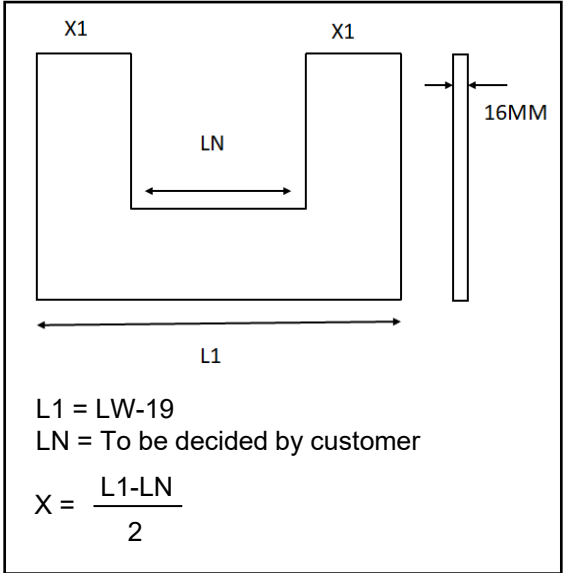 X1 X1
16MM
LN
L1
L1 = LW-19
LN = To be decided by customer
X = L1-LN
2